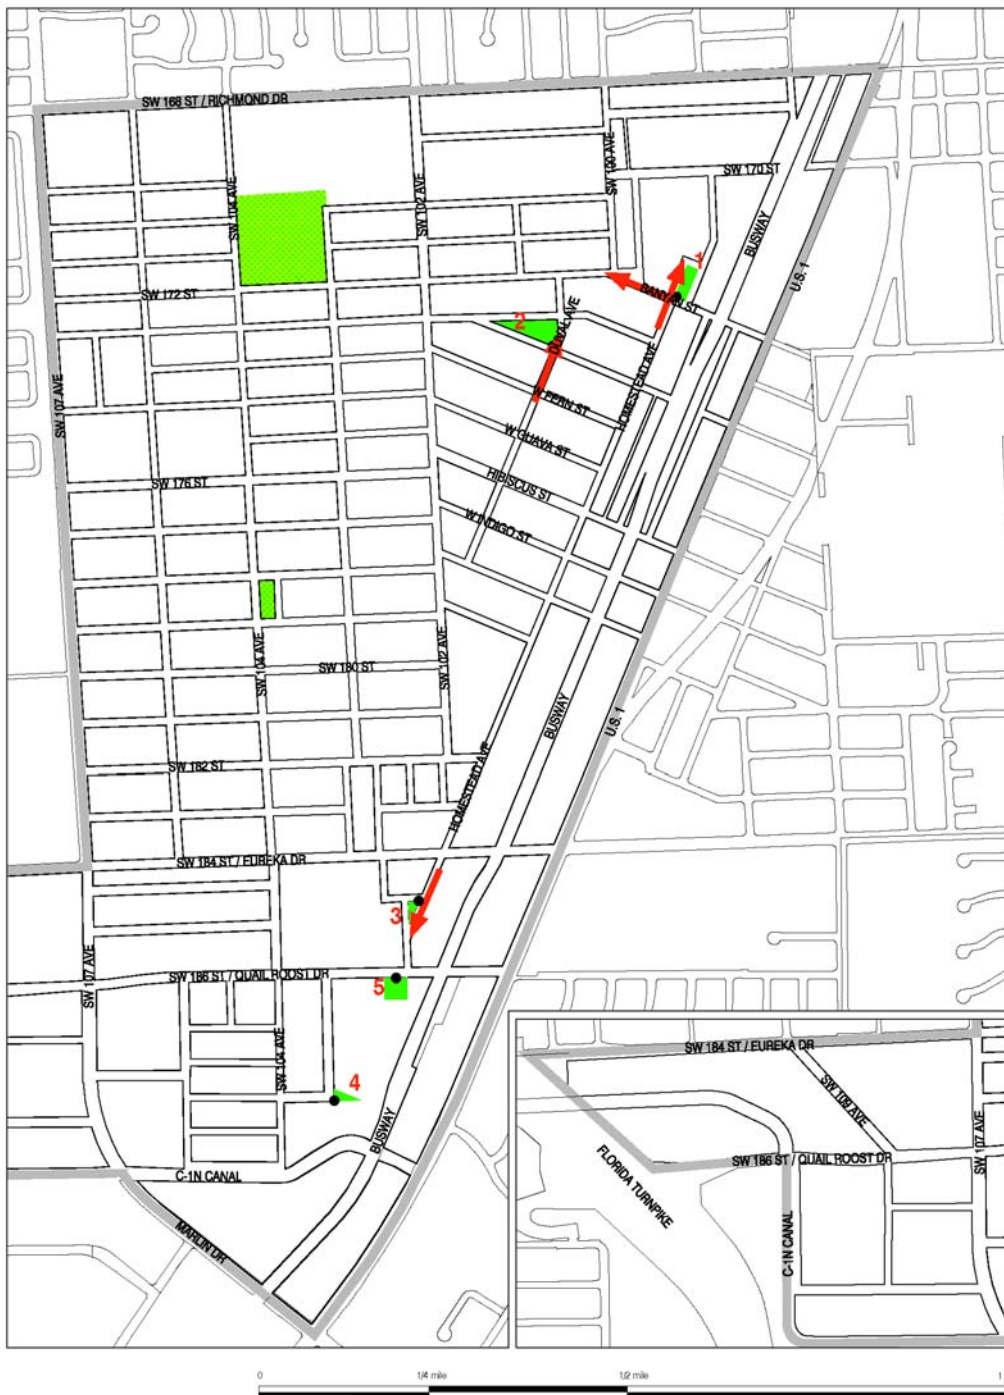 SW 168 ST / RICHMOND DR
SW 104 AVE
SW 102 AVE
SW 100 AVE
SW 170 ST
BUSWAY
U.S. 1
1
BANYAN ST
SW 172 ST
2
DUVAL AVE
HOMESTEAD AVE
SW 107 AVE
W FERN ST
W GUAVA ST
HIBISCUS ST
W INDIGO ST
SW 176 ST
SW 104 AVE
SW 102 AVE
SW 180 ST
BUSWAY
U.S. 1
SW 182 ST
HOMESTEAD AVE
SW 184 ST / EUREKA DR
3
SW 107 AVE
SW 186 ST / QUAIL ROOST DR
5
SW 104 AVE
4
BUSWAY
C-1N CANAL
MARLIN DR
SW 184 ST / EUREKA DR
SW 109 AVE
SW 107 AVE
SW 186 ST / QUAIL ROOST DR
FLORIDA TURNPIKE
C-1N CANAL
0 1/4 mile 1/2 mile 1